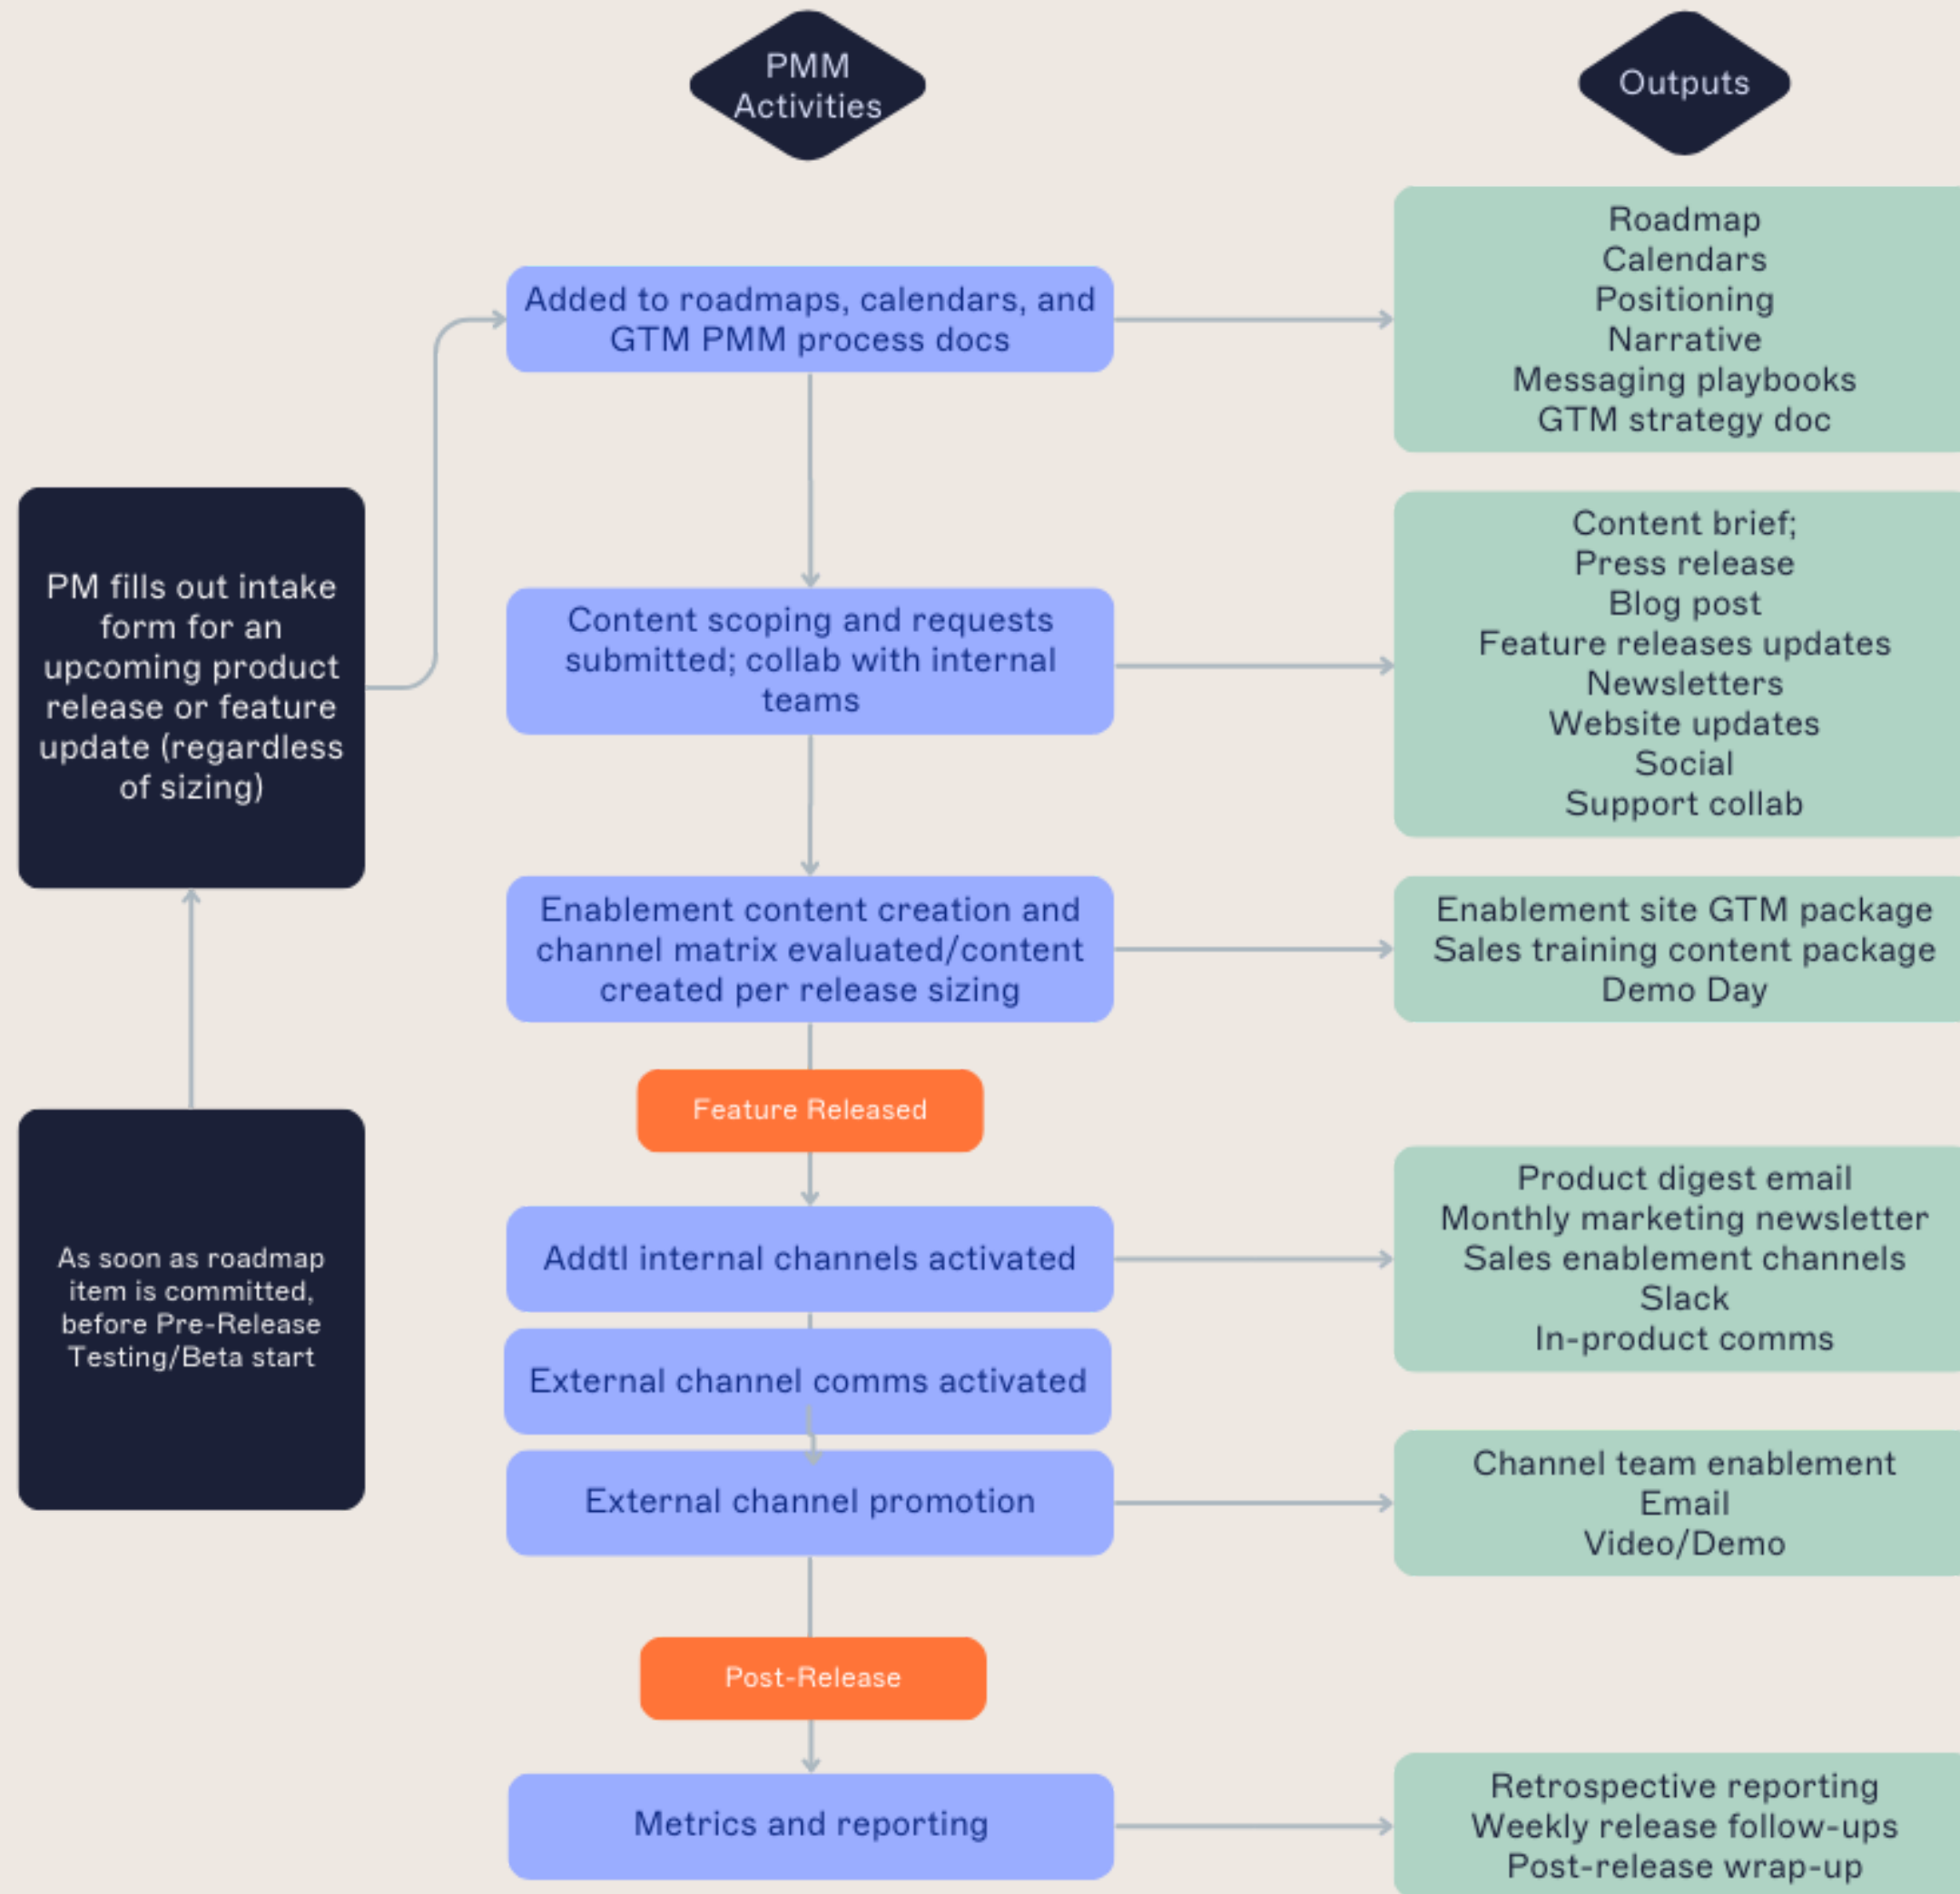 PMM
Activities
Outputs
PM fills out intake
form for an
upcoming product
release or feature
update (regardless
of sizing)
As soon as roadmap
item is committed,
before Pre-Release
Testing/Beta start
Added to roadmaps, calendars, and
GTM PMM process docs
Roadmap
Calendars
Positioning
Narrative
Messaging playbooks
GTM strategy doc
Content scoping and requests
submitted; collab with internal
teams
Content brief;
Press release
Blog post
Feature releases updates
Newsletters
Website updates
Social
Support collab
Enablement content creation and
channel matrix evaluated/content
created per release sizing
Enablement site GTM package
Sales training content package
Demo Day
Feature Released
Addtl internal channels activated
Product digest email
Monthly marketing newsletter
Sales enablement channels
Slack
In-product comms
External channel comms activated
External channel promotion
Channel team enablement
Email
Video/Demo
Post-Release
Metrics and reporting
Retrospective reporting
Weekly release follow-ups
Post-release wrap-up